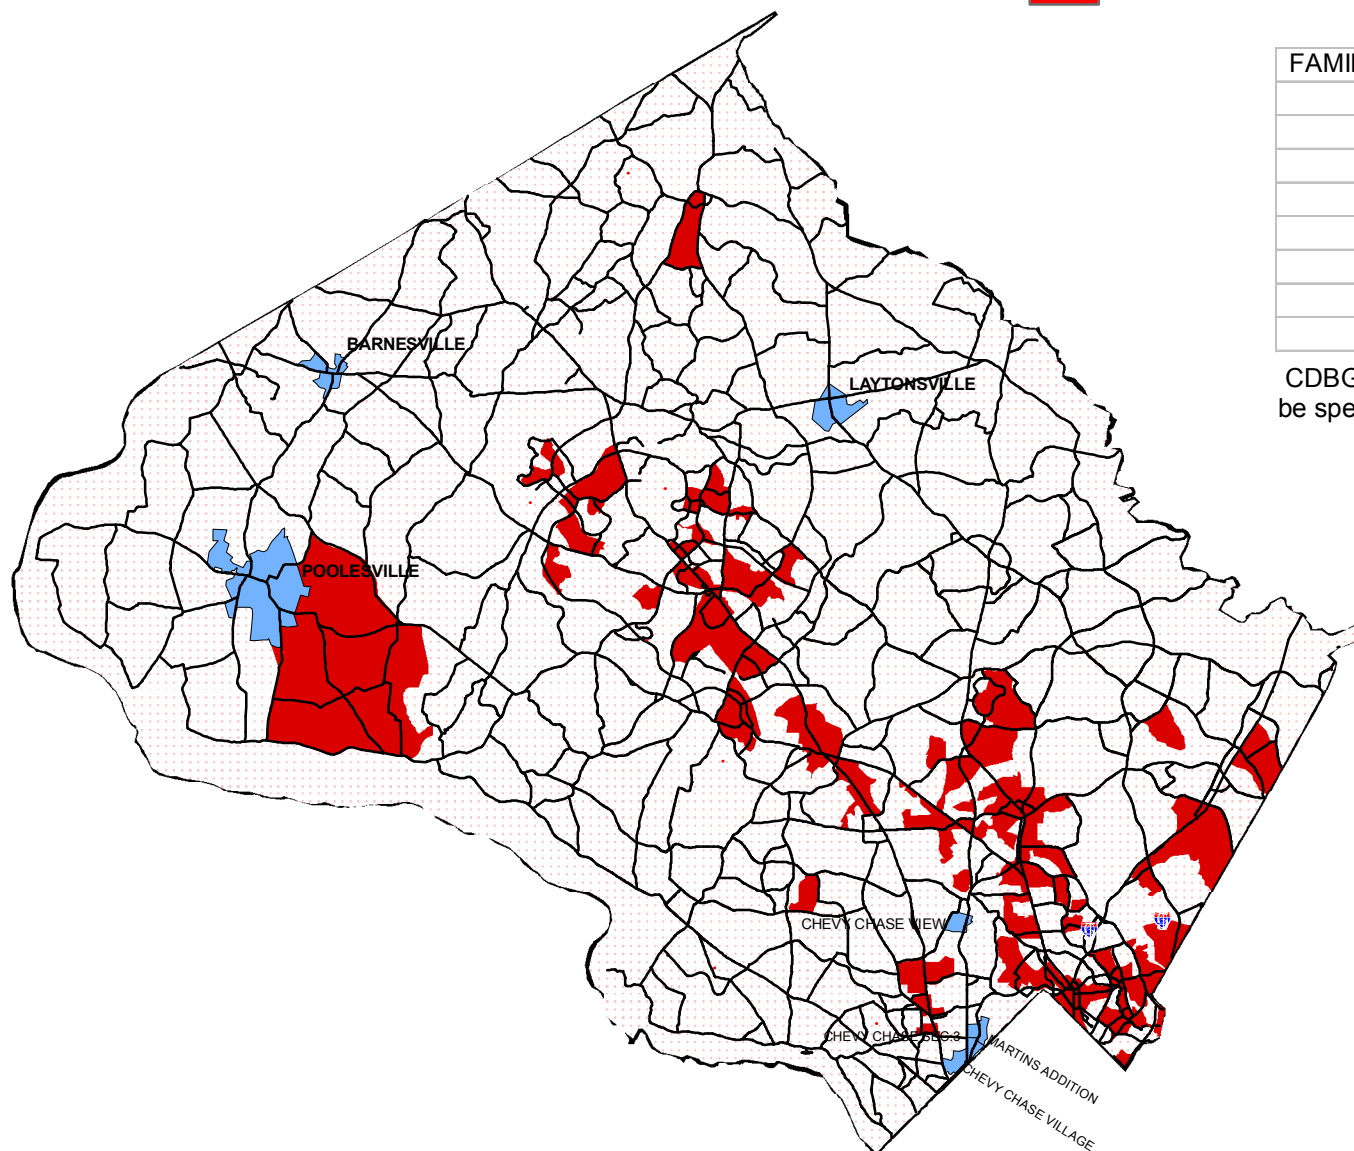 FAMI
CDBG
be spe
BARNESVILLE
LAYTONSVILLE
POOLESVILLE
CHEVY CHASE VIEW
CHEVY CHASE SEC.3
MARTINS ADDITION
CHEVY CHASE VILLAGE